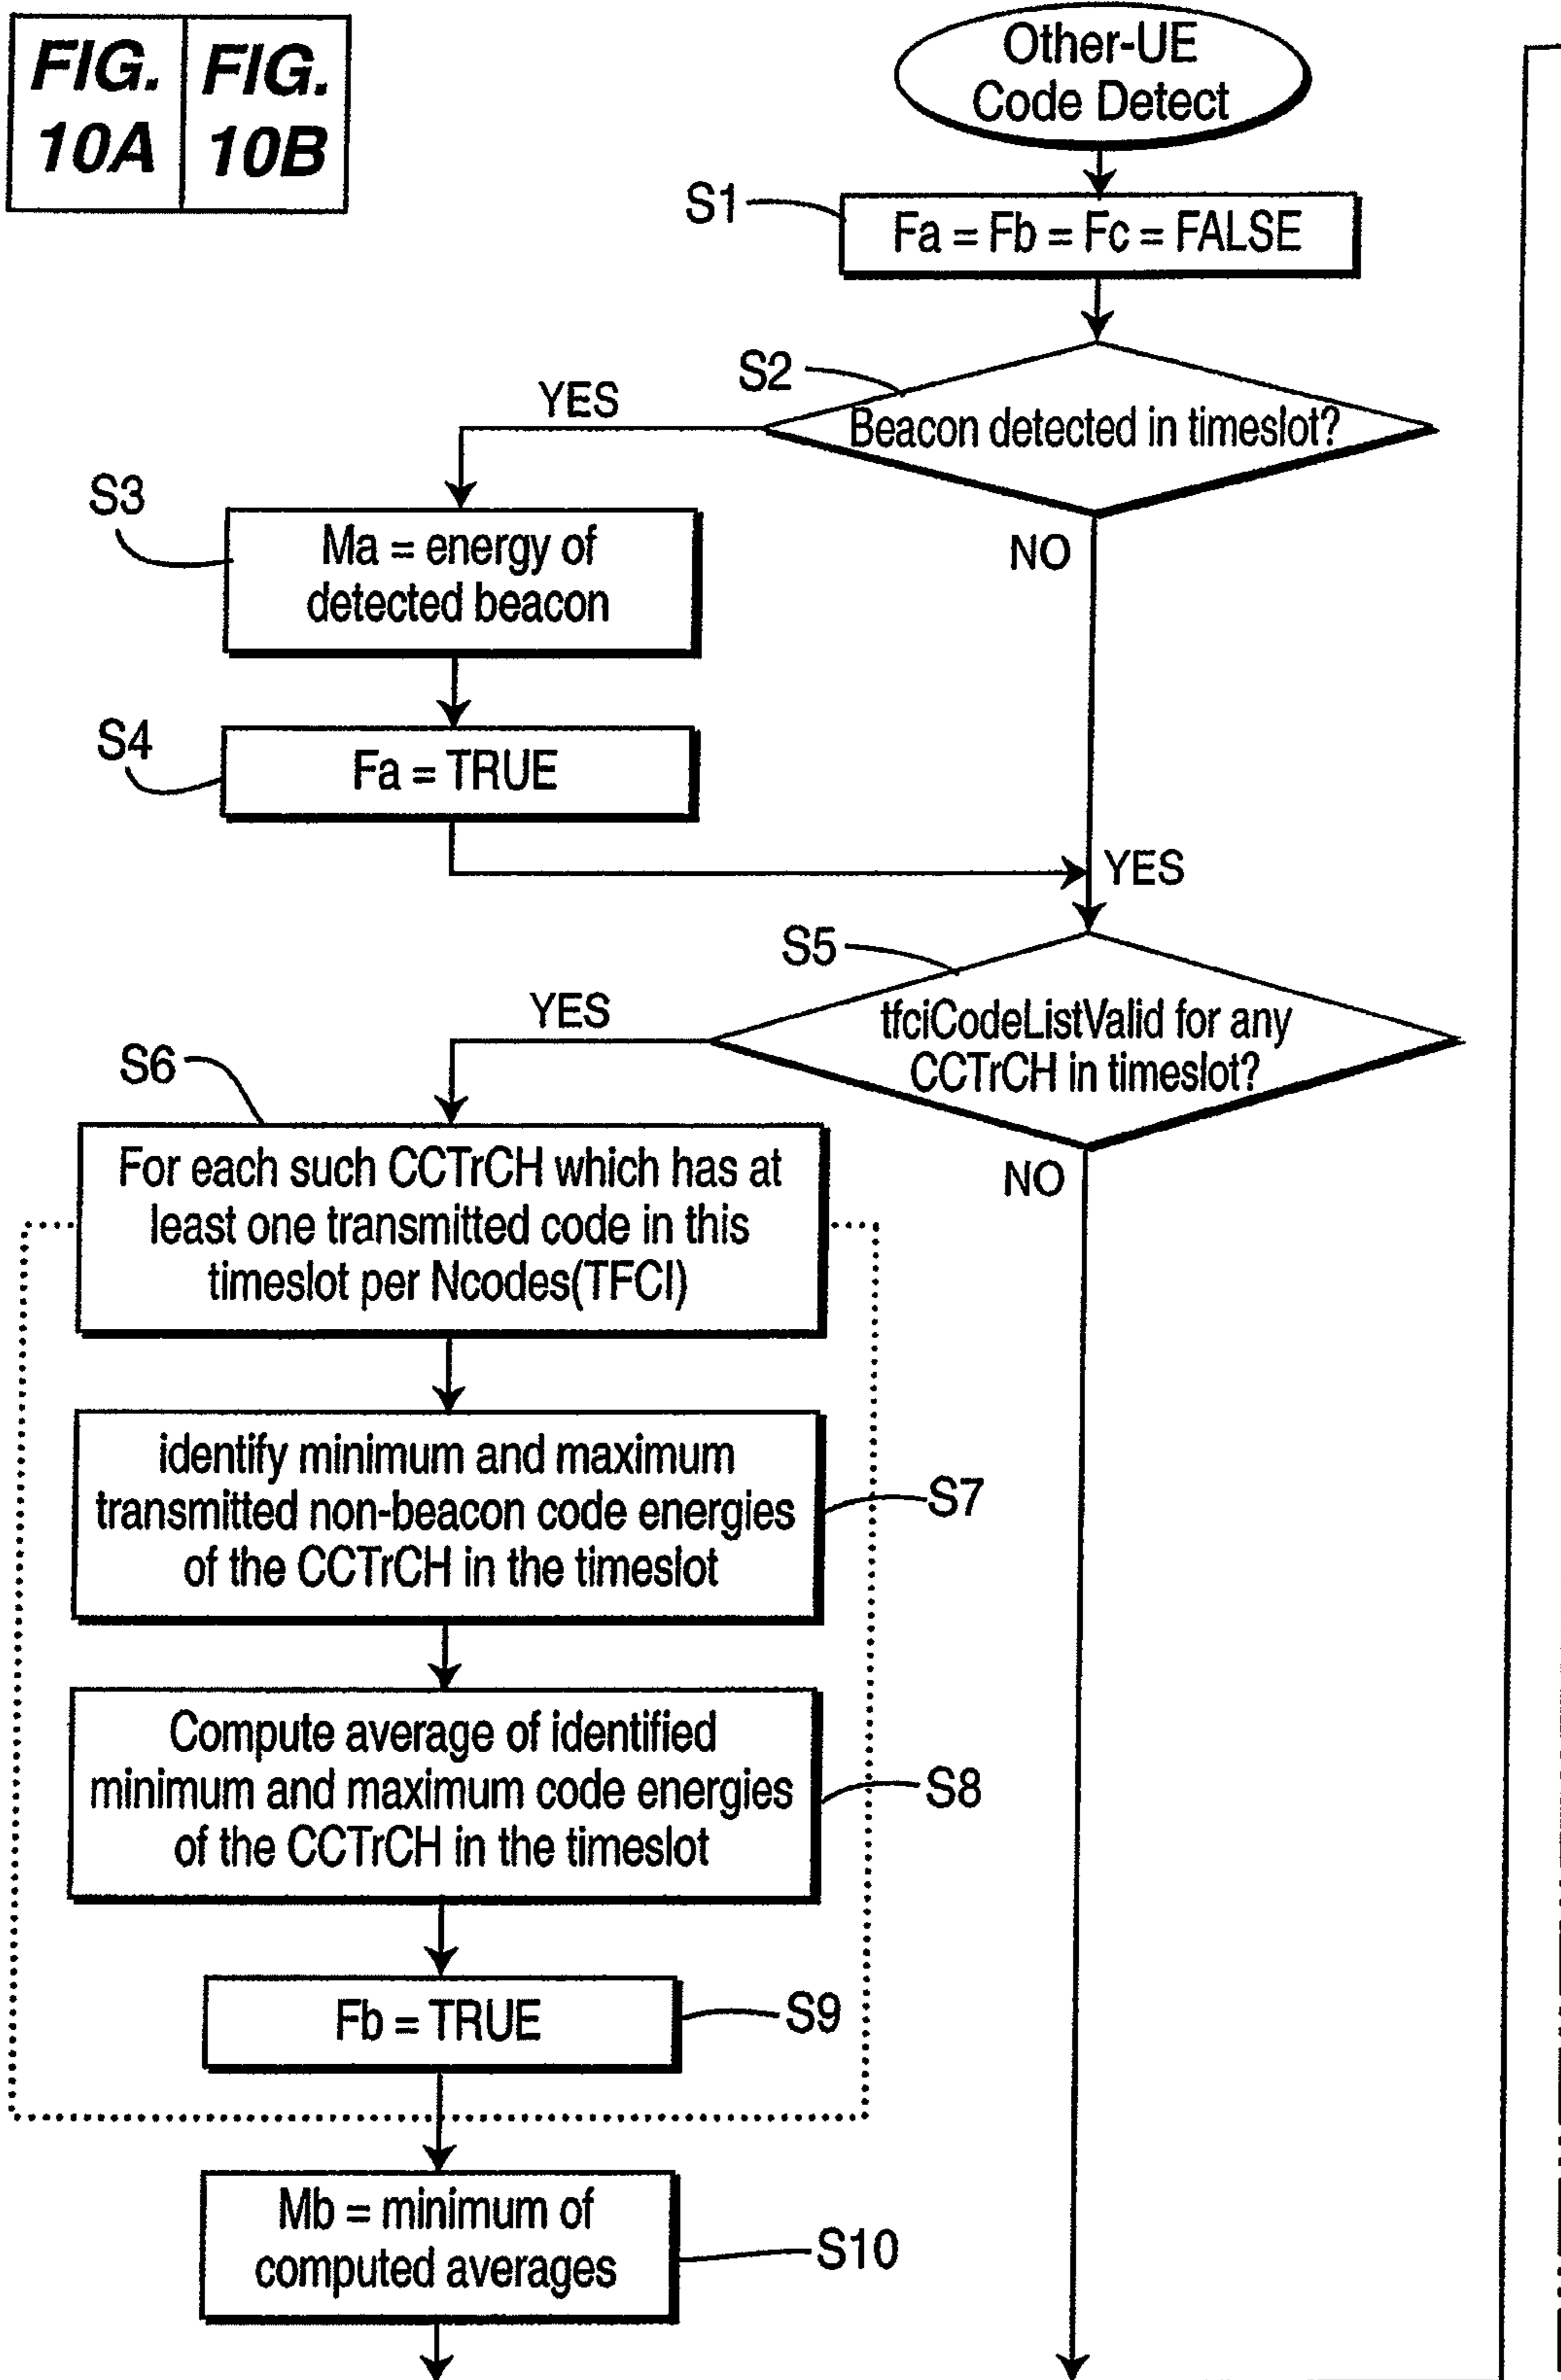 FIG. 10A
FIG. 10B
Other-UE
Code Detect
S1
Fa = Fb = Fc = FALSE
S2
YES
Beacon detected in timeslot?
S3
Ma = energy of
detected beacon
NO
S4
Fa = TRUE
YES
S5
YES
tfciCodeListValid for any
CCTrCH in timeslot?
S6
For each such CCTrCH which has at
least one transmitted code in this
timeslot per Ncodes(TFCI)
NO
identify minimum and maximum
transmitted non-beacon code energies
of the CCTrCH in the timeslot
S7
Compute average of identified
minimum and maximum code energies
of the CCTrCH in the timeslot
S8
Fb = TRUE
S9
Mb = minimum of
computed averages
S10